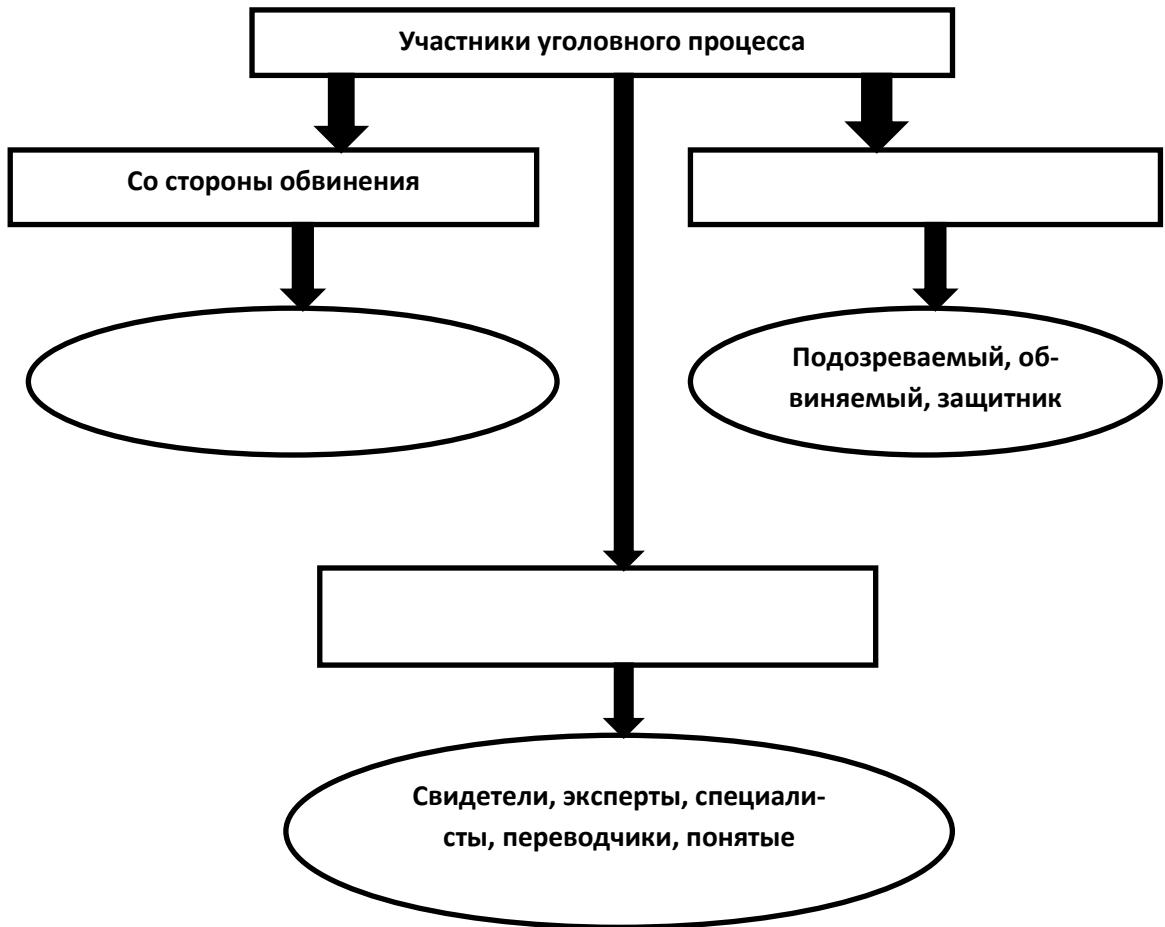 Участники уголовного процесса
Со стороны обвинения
Подозреваемый, об-
виняемый, защитник
Свидетели, эксперты, специали-
сты, переводчики, понятые